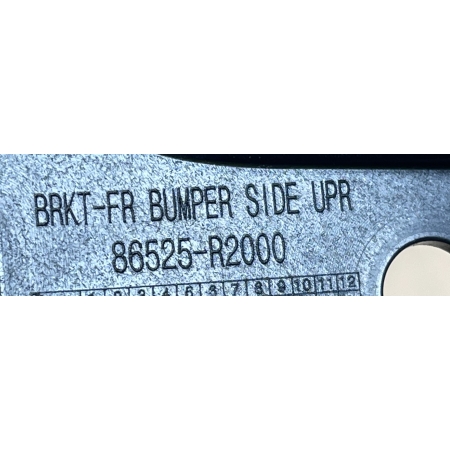 BRKT-FR BUMPER SIDE UPR
86525-R2000
1 2 3 4 5 6 7 8 9 10 11 12